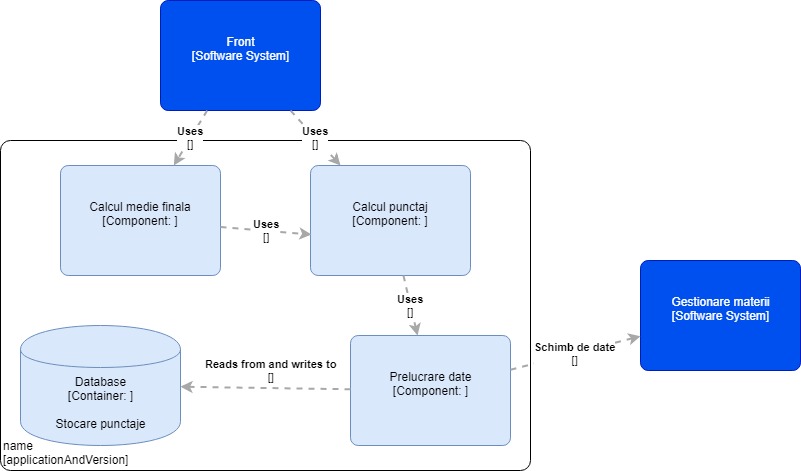 Front
[Software System]
Uses
[]
Uses
[]
Calcul medie finala
[Component: ]
Calcul punctaj
[Component: ]
Uses
[]
Uses
[]
Gestionare materii
[Software System]
Schimb de date
[]
Reads from and writes to
[]
Prelucrare date
[Component: ]
Database
[Container: ]
Stocare punctaje
name
[applicationAndVersion]